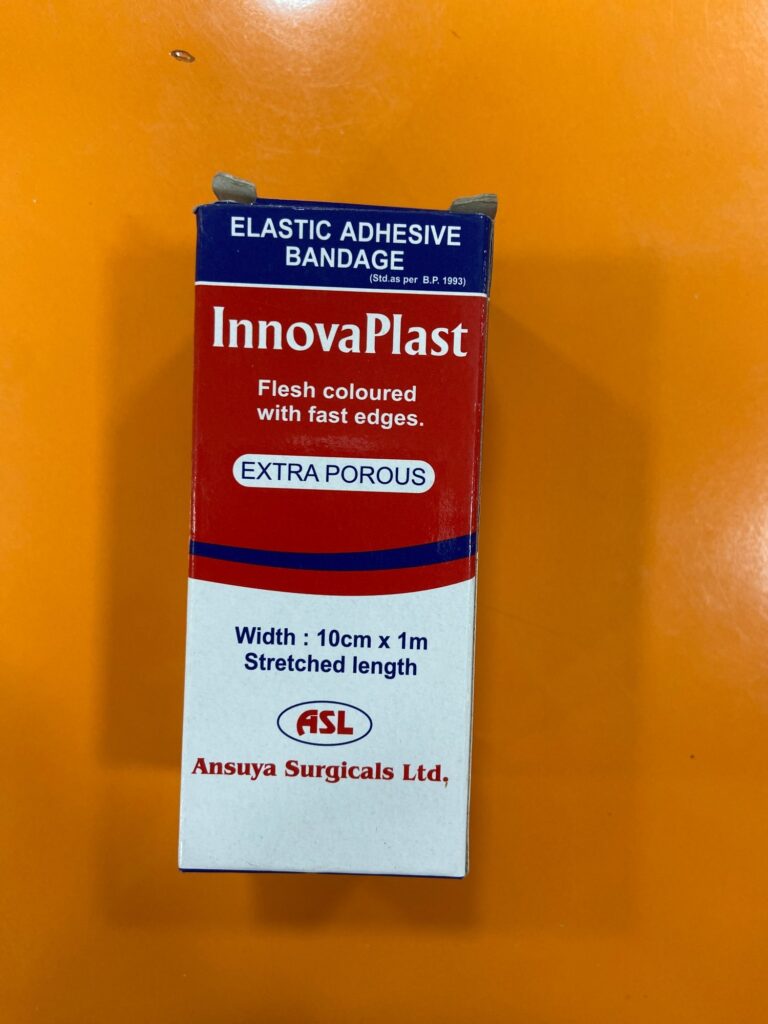 ELASTIC ADHESIVE
BANDAGE
(Std.as per B.P. 1993)
InnovaPlast
Flesh coloured
with fast edges.
EXTRA POROUS
Width : 10cm x 1m
Stretched length
ASL
Ansuya Surgicals Ltd.